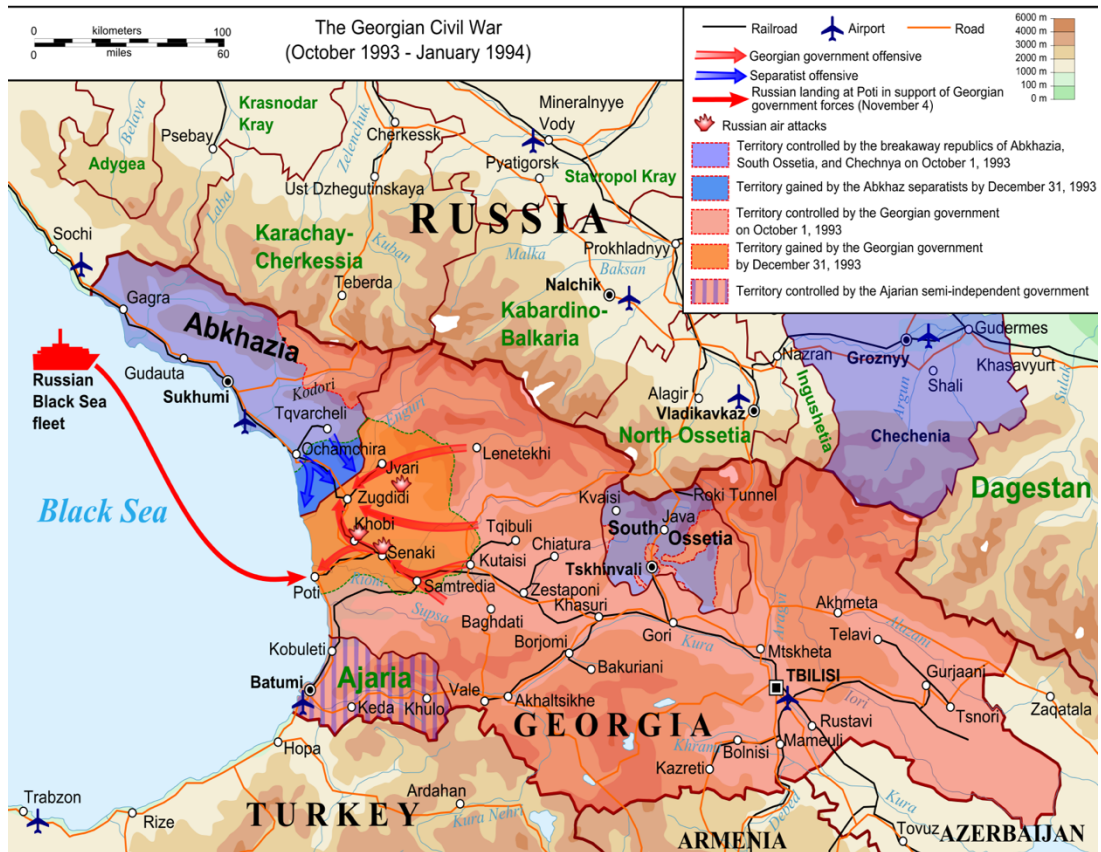 0 kilometers 100
0 miles 60
The Georgian Civil War
(October 1993 - January 1994)
Railroad
Airport
Road
Georgian government offensive
Separatist offensive
Russian landing at Poti in support of Georgian
government forces (November 4)
Russian air attacks
Territory controlled by the breakaway republics of Abkhazia,
South Ossetia, and Chechnya on October 1, 1993
Territory gained by the Abkhaz separatists by December 31, 1993
Territory controlled by the Georgian government
on October 1, 1993
Territory gained by the Georgian government
by December 31, 1993
Territory controlled by the Ajarian semi-independent government
6000 m
4000 m
3000 m
2000 m
1000 m
100 m
0 m
Belaya
Psebay
Krasnodar
Kray
Adygea
Laba
Zelenchuk
Cherkessk
Mineralnyye
Vody
Pyatigorsk
Stavropol Kray
Ust Dzhegutinskaya
RUSSIA
Sochi
Karachay-
Cherkessia
Kuban
Teberda
Malka
Baksan
Prokhladnyy
Nalchik
Kabardino-
Balkaria
Gagra
Abkhazia
Gudauta
Sukhumi
Kodori
Tqvarcheli
Enguri
Ochamchira
Russian
Black Sea
fleet
Black Sea
Nazran
Ingushetia
Groznyy
Gudermes
Khasavyurt
Shali
Argun
Sulak
Chechenia
Dagestan
Alagir
Vladikavkaz
North Ossetia
Jvari
Lenetekhi
Zugdidi
Khobi
Senaki
Poti
Rioni
Samtredia
Supsa
Tqibuli
Kutaisi
Chiatura
Zestaponi
Baghdati
Kvaisi
Roki Tunnel
Java
South
Ossetia
Tskhinvali
Khasuri
Gori
Kura
Borjomi
Bakuriani
Akhaltsikhe
Vale
Kobuleti
Ajaria
Batumi
Keda
Khulo
Hopa
Aragvi
Mtskheta
TBILISI
Akhmeta
Telavi
Alazani
Gurjaani
Tsnori
Zaqatala
Iori
Rustavi
Mameuli
GEORGIA
Khram
Bolnisi
Kazreti
Debea
Kura
Tovuz
Trabzon
Rize
TURKEY
Ardahan
Kura Nehri
ARMENIA
AZERBAIJAN